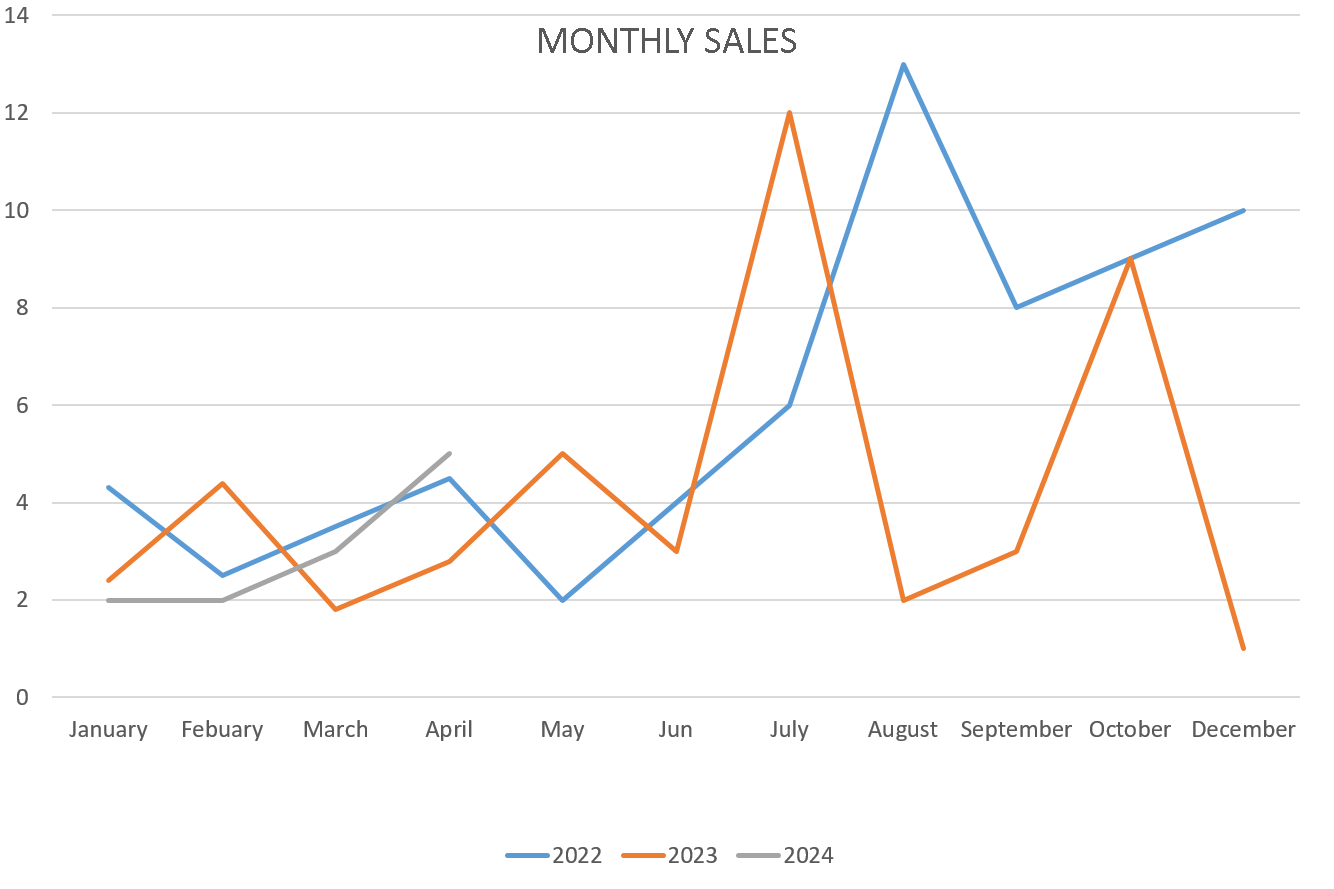 MONTHLY SALES
14
12
10
8
6
4
2
0
January Febuary March April May Jun July August September October December
2022 2023 2024